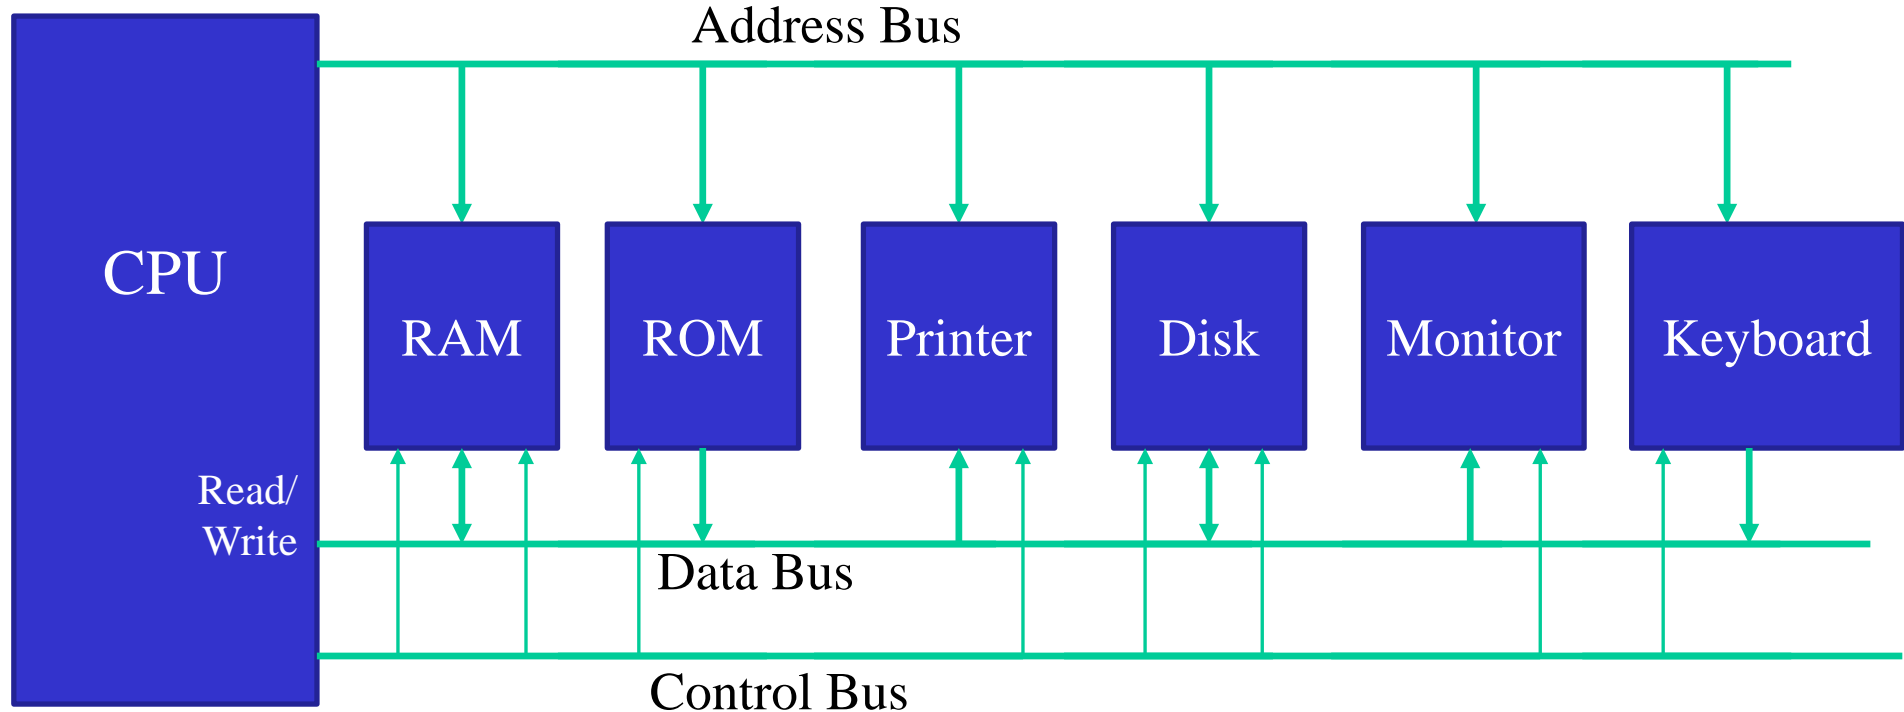 Address Bus
CPU
RAM
ROM
Printer
Disk
Monitor
Keyboard
Read/
Write
Data Bus
Control Bus